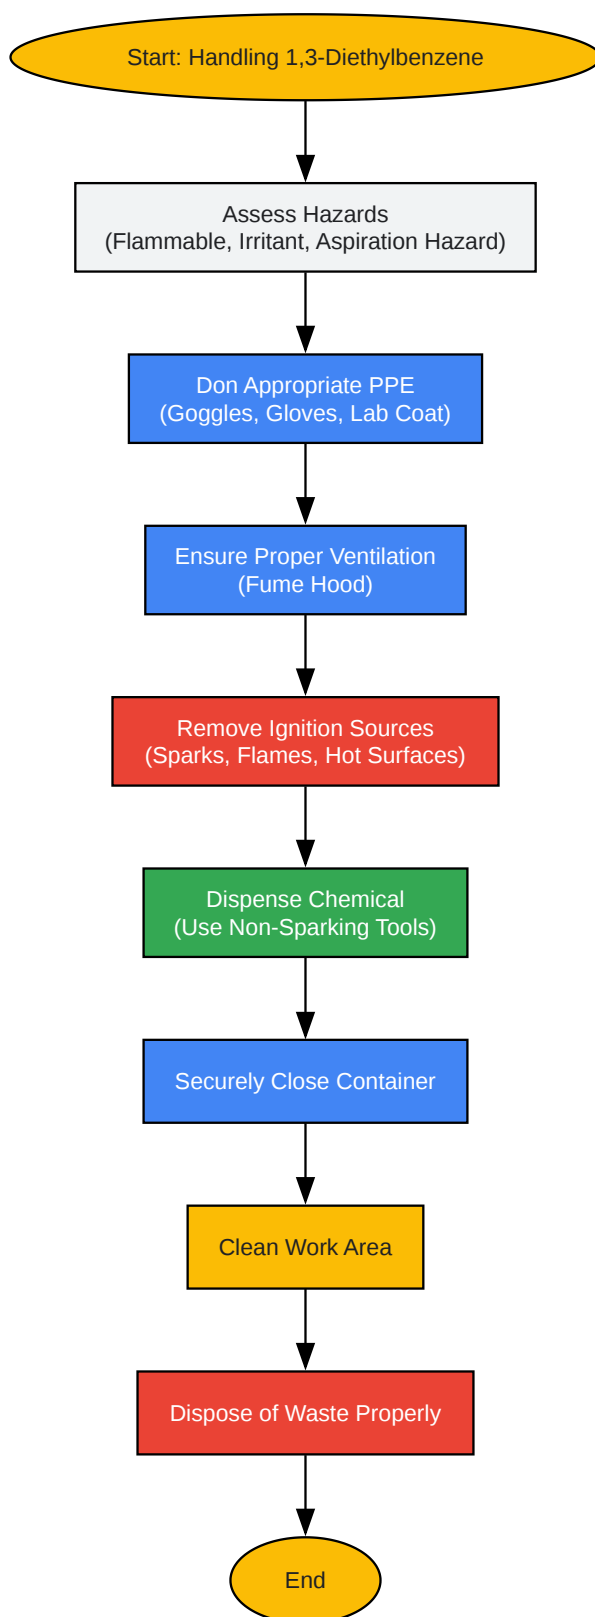 Start: Handling 1,3-Diethylbenzene
Assess Hazards
(Flammable, Irritant, Aspiration Hazard)
Don Appropriate PPE
(Goggles, Gloves, Lab Coat)
Ensure Proper Ventilation
(Fume Hood)
Remove Ignition Sources
(Sparks, Flames, Hot Surfaces)
Dispense Chemical
(Use Non-Sparking Tools)
Securely Close Container
Clean Work Area
Dispose of Waste Properly
End